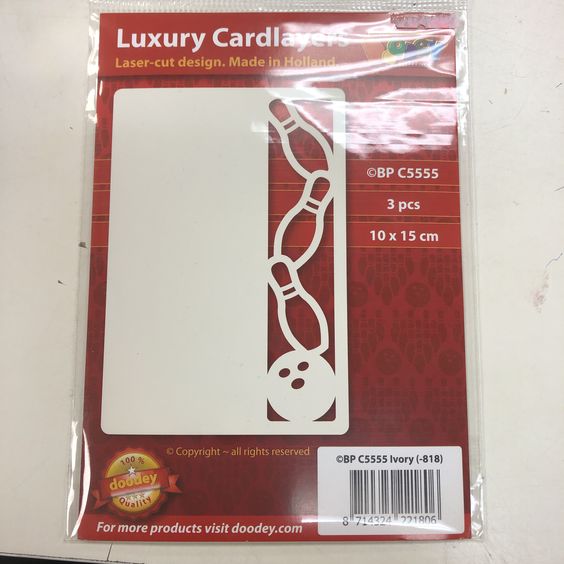 Luxury Cardlayers
Laser-cut design. Made in Holland.
©BP C5555
3 pcs
10 x 15 cm
© Copyright ~ all rights reserved
100 %
doodey
Quality
For more products visit doodey.com
©BP C5555 Ivory (-818)
8 714324 221806